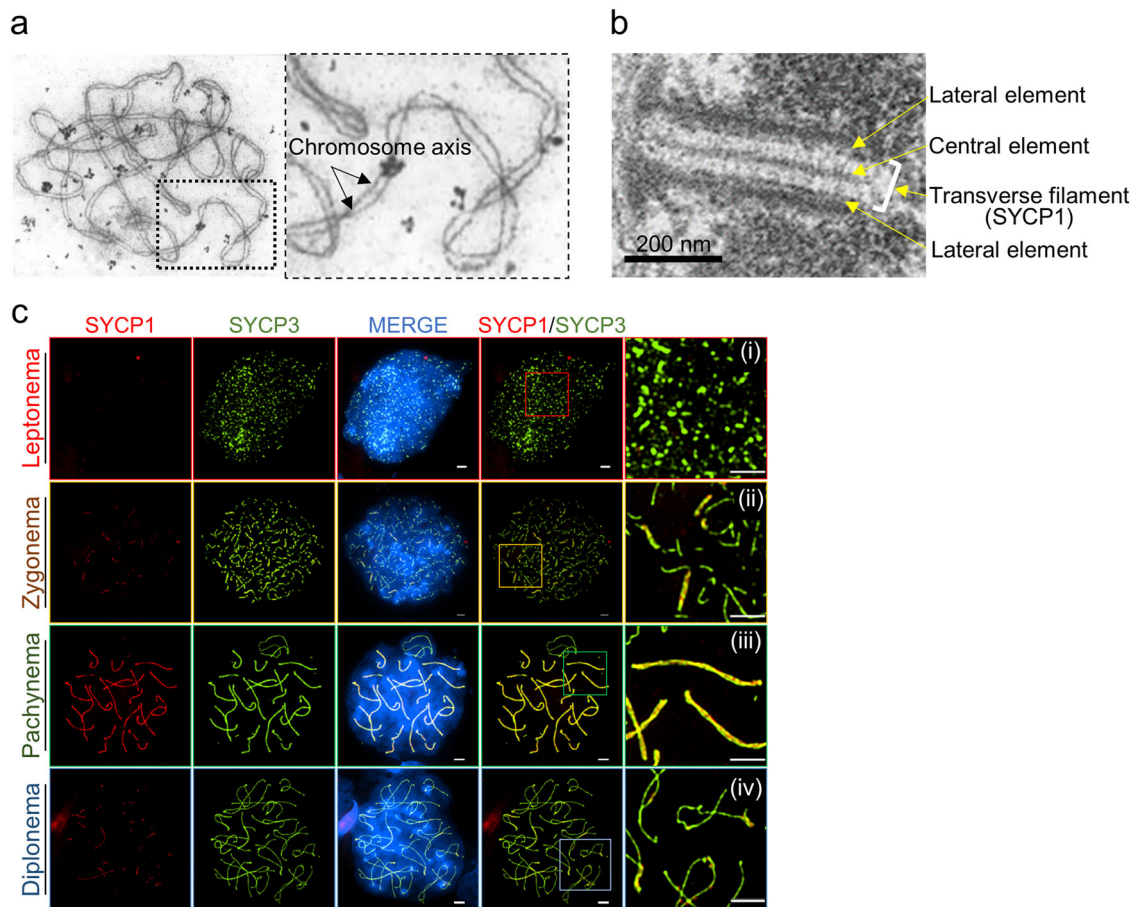 a
Chromosome axis
b
Lateral element
Central element
Transverse filament
(SYCP1)
Lateral element
200 nm
c
SYCP1
SYCP3
MERGE
SYCP1/SYCP3
Leptonema
(i)
Zygonema
(ii)
Pachynema
(iii)
Diplonema
(iv)